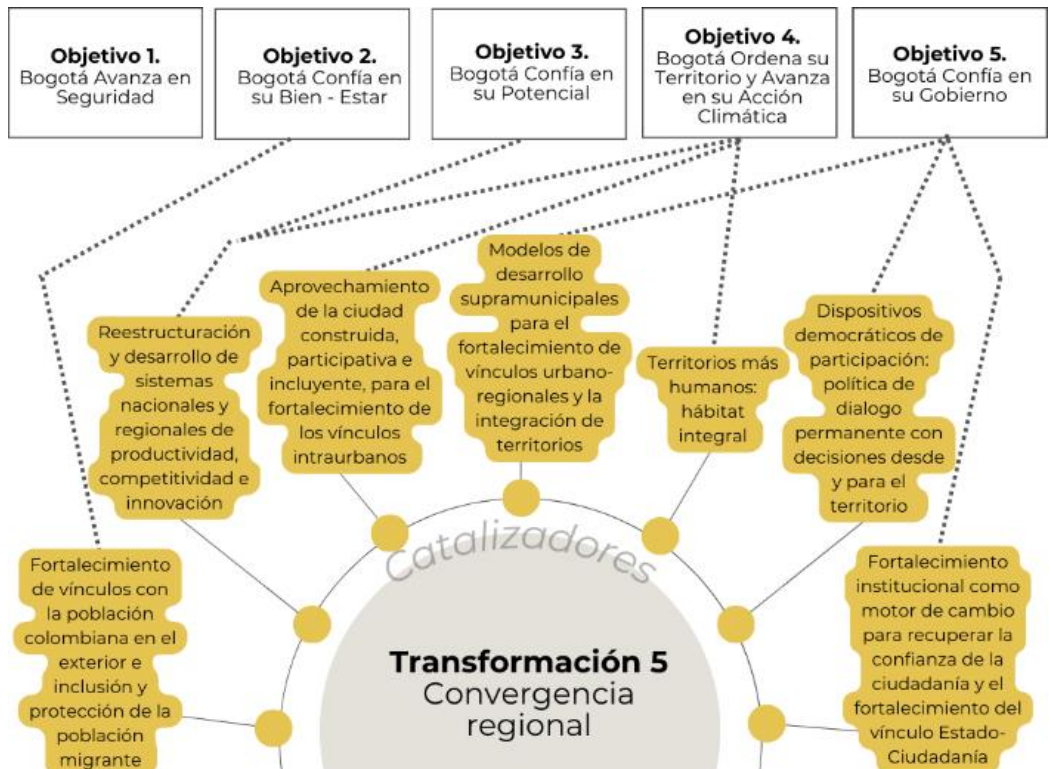 Objetivo 1.
Bogotá Avanza en
Seguridad
Objetivo 2.
Bogotá Confía en
su Bien - Estar
Objetivo 3.
Bogotá Confía en
su Potencial
Objetivo 4.
Bogotá Ordena su
Territorio y Avanza
en su Acción
Climática
Objetivo 5.
Bogotá Confía en
su Gobierno
Fortalecimiento
de vínculos con
la población
colombiana en el
exterior e
inclusión y
protección de la
población
migrante
Reestructuración
y desarrollo de
sistemas
nacionales y
regionales de
productividad,
competitividad e
innovación
Aprovechamiento
de la ciudad
construida,
participativa e
incluyente, para el
fortalecimiento de
los vínculos
intraurbanos
Modelos de
desarrollo
supramunicipales
para el
fortalecimiento de
vínculos urbano-
regionales y la
integración de
territorios
Territorios más
humanos:
hábitat
integral
Dispositivos
democráticos de
participación:
política de
dialogo
permanente con
decisiones desde
y para el
territorio
Fortalecimiento
institucional como
motor de cambio
para recuperar la
confianza de la
ciudadanía y el
fortalecimiento del
vínculo Estado-
Ciudadanía
Catalizadores
Transformación 5
Convergencia
regional